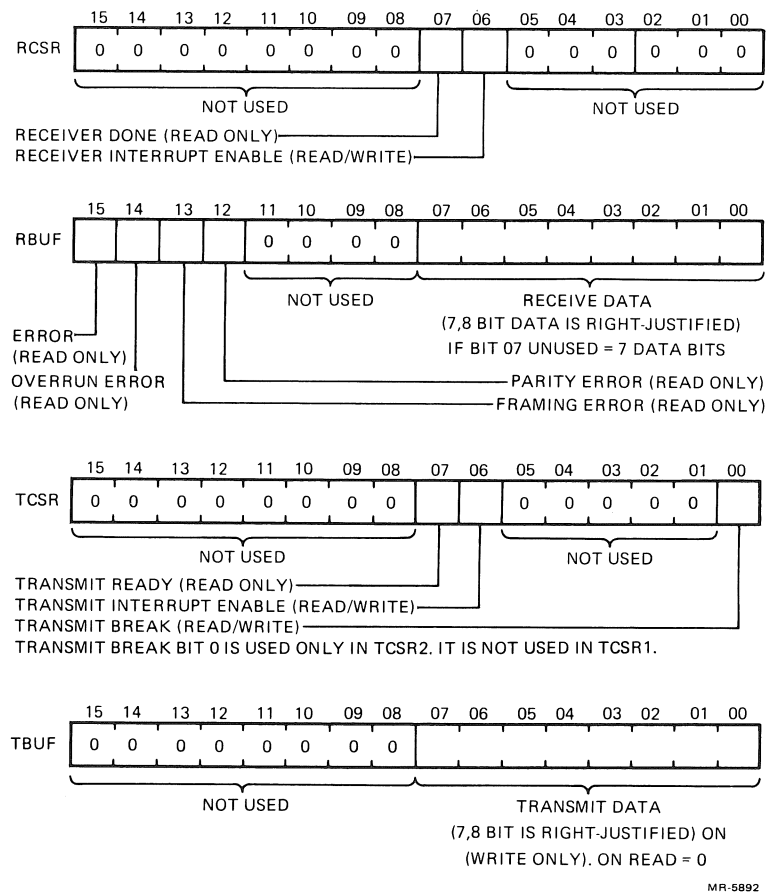 15 14 13 12 11 10 09 08 07 06 05 04 03 02 01 00
RCSR 0 0 0 0 0 0 0 0 0 0 0 0 0 0
NOT USED NOT USED
RECEIVER DONE (READ ONLY)
RECEIVER INTERRUPT ENABLE (READ/WRITE)
15 14 13 12 11 10 09 08 07 06 05 04 03 02 01 00
RBUF 0 0 0 0
NOT USED RECEIVE DATA
(7,8 BIT DATA IS RIGHT-JUSTIFIED)
IF BIT 07 UNUSED = 7 DATA BITS
ERROR
(READ ONLY)
OVERRUN ERROR
(READ ONLY)
PARITY ERROR (READ ONLY)
FRAMING ERROR (READ ONLY)
15 14 13 12 11 10 09 08 07 06 05 04 03 02 01 00
TCSR 0 0 0 0 0 0 0 0 0 0 0 0 0
NOT USED NOT USED
TRANSMIT READY (READ ONLY)
TRANSMIT INTERRUPT ENABLE (READ/WRITE)
TRANSMIT BREAK (READ/WRITE)
TRANSMIT BREAK BIT 0 IS USED ONLY IN TCSR2. IT IS NOT USED IN TCSR1.
15 14 13 12 11 10 09 08 07 06 05 04 03 02 01 00
TBUF 0 0 0 0 0 0 0 0
NOT USED TRANSMIT DATA
(7,8 BIT IS RIGHT-JUSTIFIED) ON
(WRITE ONLY). ON READ = 0
MR-5892